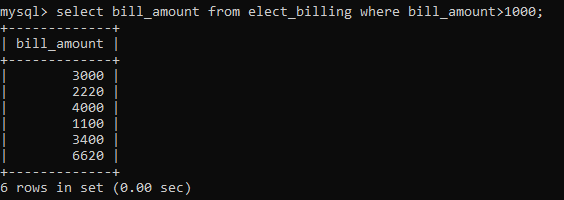 mysql> select bill_amount from elect_billing where bill_amount>1000;
+-------------+
| bill_amount |
+-------------+
|        3000 |
|        2220 |
|        4000 |
|        1100 |
|        3400 |
|        6620 |
+-------------+
6 rows in set (0.00 sec)